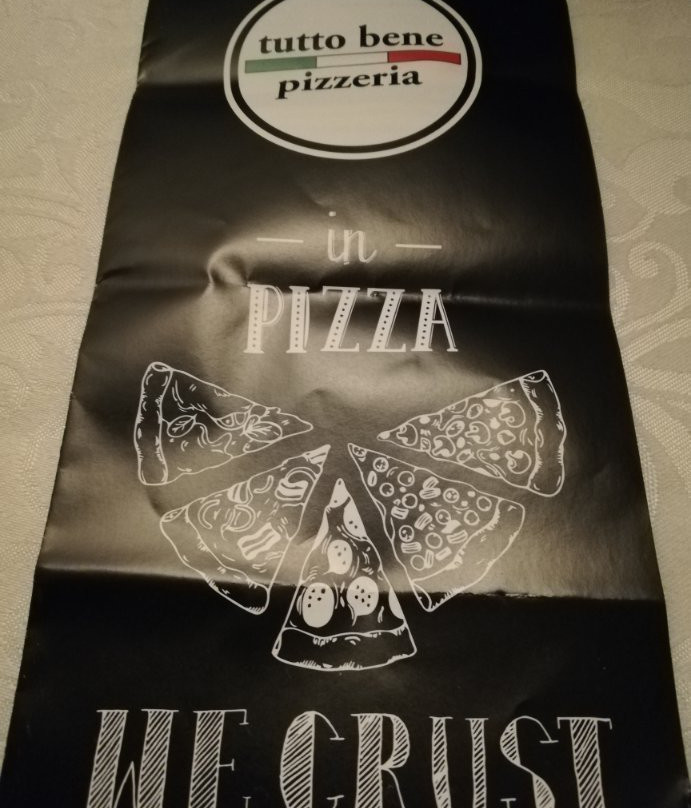 tutto bene
pizzeria
in
PIZZA
WE CRUST